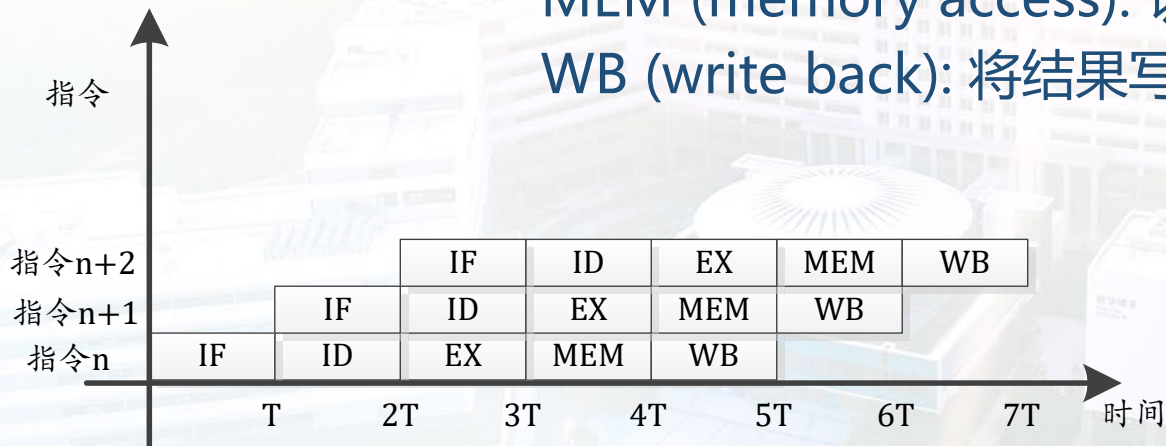 MEM (memory access):
WB (write back): 将结果写
指令
指令n+2 IF ID EX MEM WB
指令n+1 IF ID EX MEM WB
指令n IF ID EX MEM WB
T 2T 3T 4T 5T 6T 7T 时间